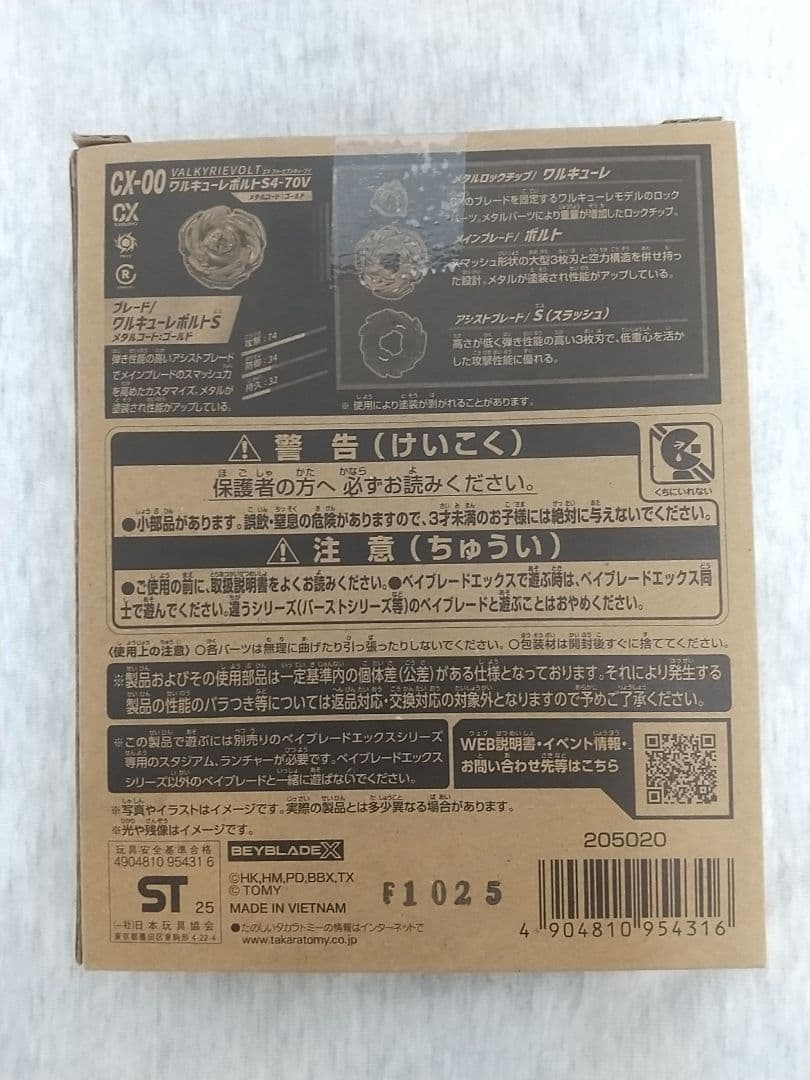 CX-00
VALKYRIEVOLT
ワルキューレボルトS4-70V
メタルコート:ゴールド
CX
R
ブレード/
ワルキューレボルトS
メタルコート:ゴールド
弾き性能の高いアシストブレード
でメインブレードのスマッシュ力
を高めたカスタマイズ。メタルが
塗装され性能がアップしている。
攻撃:74
防御:34
持久:32
メタルロックチップ/ ワルキューレ
のブレードを固定するワルキューレモデルのロック
パーツ。メタルパーツにより重量が増加したロックチップ。
メインブレード/ ボルト
スマッシュ形状の大型3枚刃と空力構造を併せ持っ
た設計。メタルが塗装され性能がアップしている。
アシストブレード/ S(スラッシュ)
高さが低く弾き性能の高い3枚刃で、低重心を活か
した攻撃性能に優れる。
※ 使用により塗装が剥がれることがあります。
警 告(けいこく)
保護者の方へ 必ずお読みください。
くちにいれない
●小部品があります。誤飲・窒息の危険がありますので、3才未満のお子様には絶対に与えないでください。
注 意(ちゅうい)
●ご使用の前に、取扱説明書をよくお読みください。●ベイブレードエックスで遊ぶ時は、ベイブレードエックス同
士で遊んでください。違うシリーズ(バーストシリーズ等)のベイブレードと遊ぶことはおやめください。
〈使用上の注意〉○各パーツは無理に曲げたり引っ張ったりしないでください。○包装材は開封後すぐに捨ててください。
※製品およびその使用部品は一定基準内の個体差(公差)がある仕様となっております。それにより発生する
製品の性能のバラつき等については返品対応・交換対応の対象外となりますので予めご了承ください。
※この製品で遊ぶには別売りのベイブレードエックスシリーズ
専用のスタジアム、ランチャーが必要です。ベイブレードエックス
シリーズ以外のベイブレードと一緒に遊ばないでください。
WEB説明書・イベント情報・
お問い合わせ先等はこちら
※写真やイラストはイメージです。実際の製品とは多少異なる場合があります。
※光や残像はイメージです。
玩具安全基準合格
4904810 95431 6
ST 25
(一社)日本玩具協会
東京都墨田区東駒形 4-22-4
BEYBLADE X
©HK,HM,PD,BBX,TX
© TOMY
MADE IN VIETNAM
●たのしいタカラトミーの情報はインターネットで
www.takaratomy.co.jp
F1025
205020
4 904810 954316